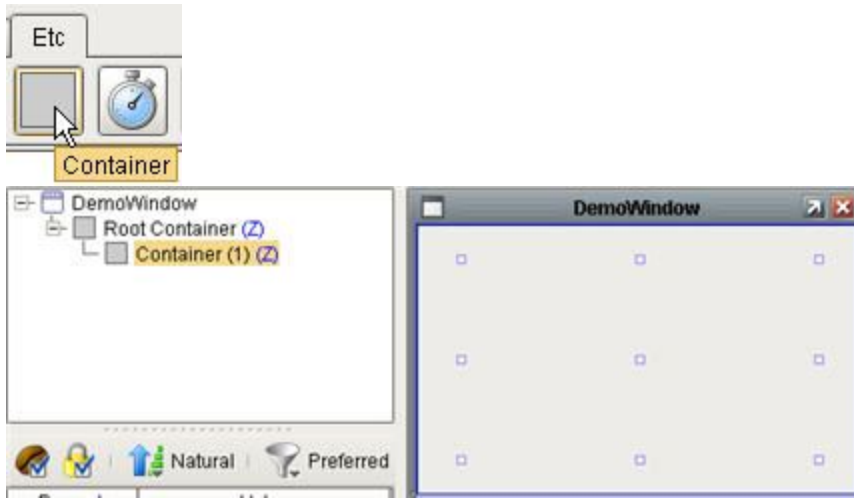 Etc
Container
DemoWindow
Root Container (Z)
Container (1) (Z)
DemoWindow
Natural
Preferred